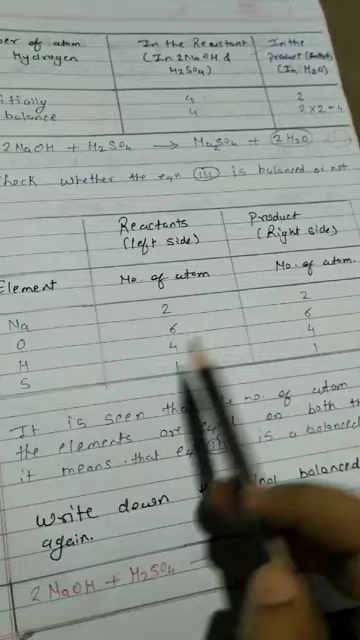 of atom In the Reactant In the
Hydrogen (In 2NaOH & Product
H2SO4) (In H2O)
itially 4 2
balance 4 2×2=4
2NaOH + H2SO4 → Na2SO4 + 2H2O
check whether the eqn (iii) is balanced or not
Reactants Product
(left side) (Right side)
Element No. of atom No. of atom
Na 2 2
O 6 6
H 4 4
S 1 1
It is seen no. of atom
the elements are on both
it means that is a balanced
Write down balanced
again.
2NaOH + H2SO4